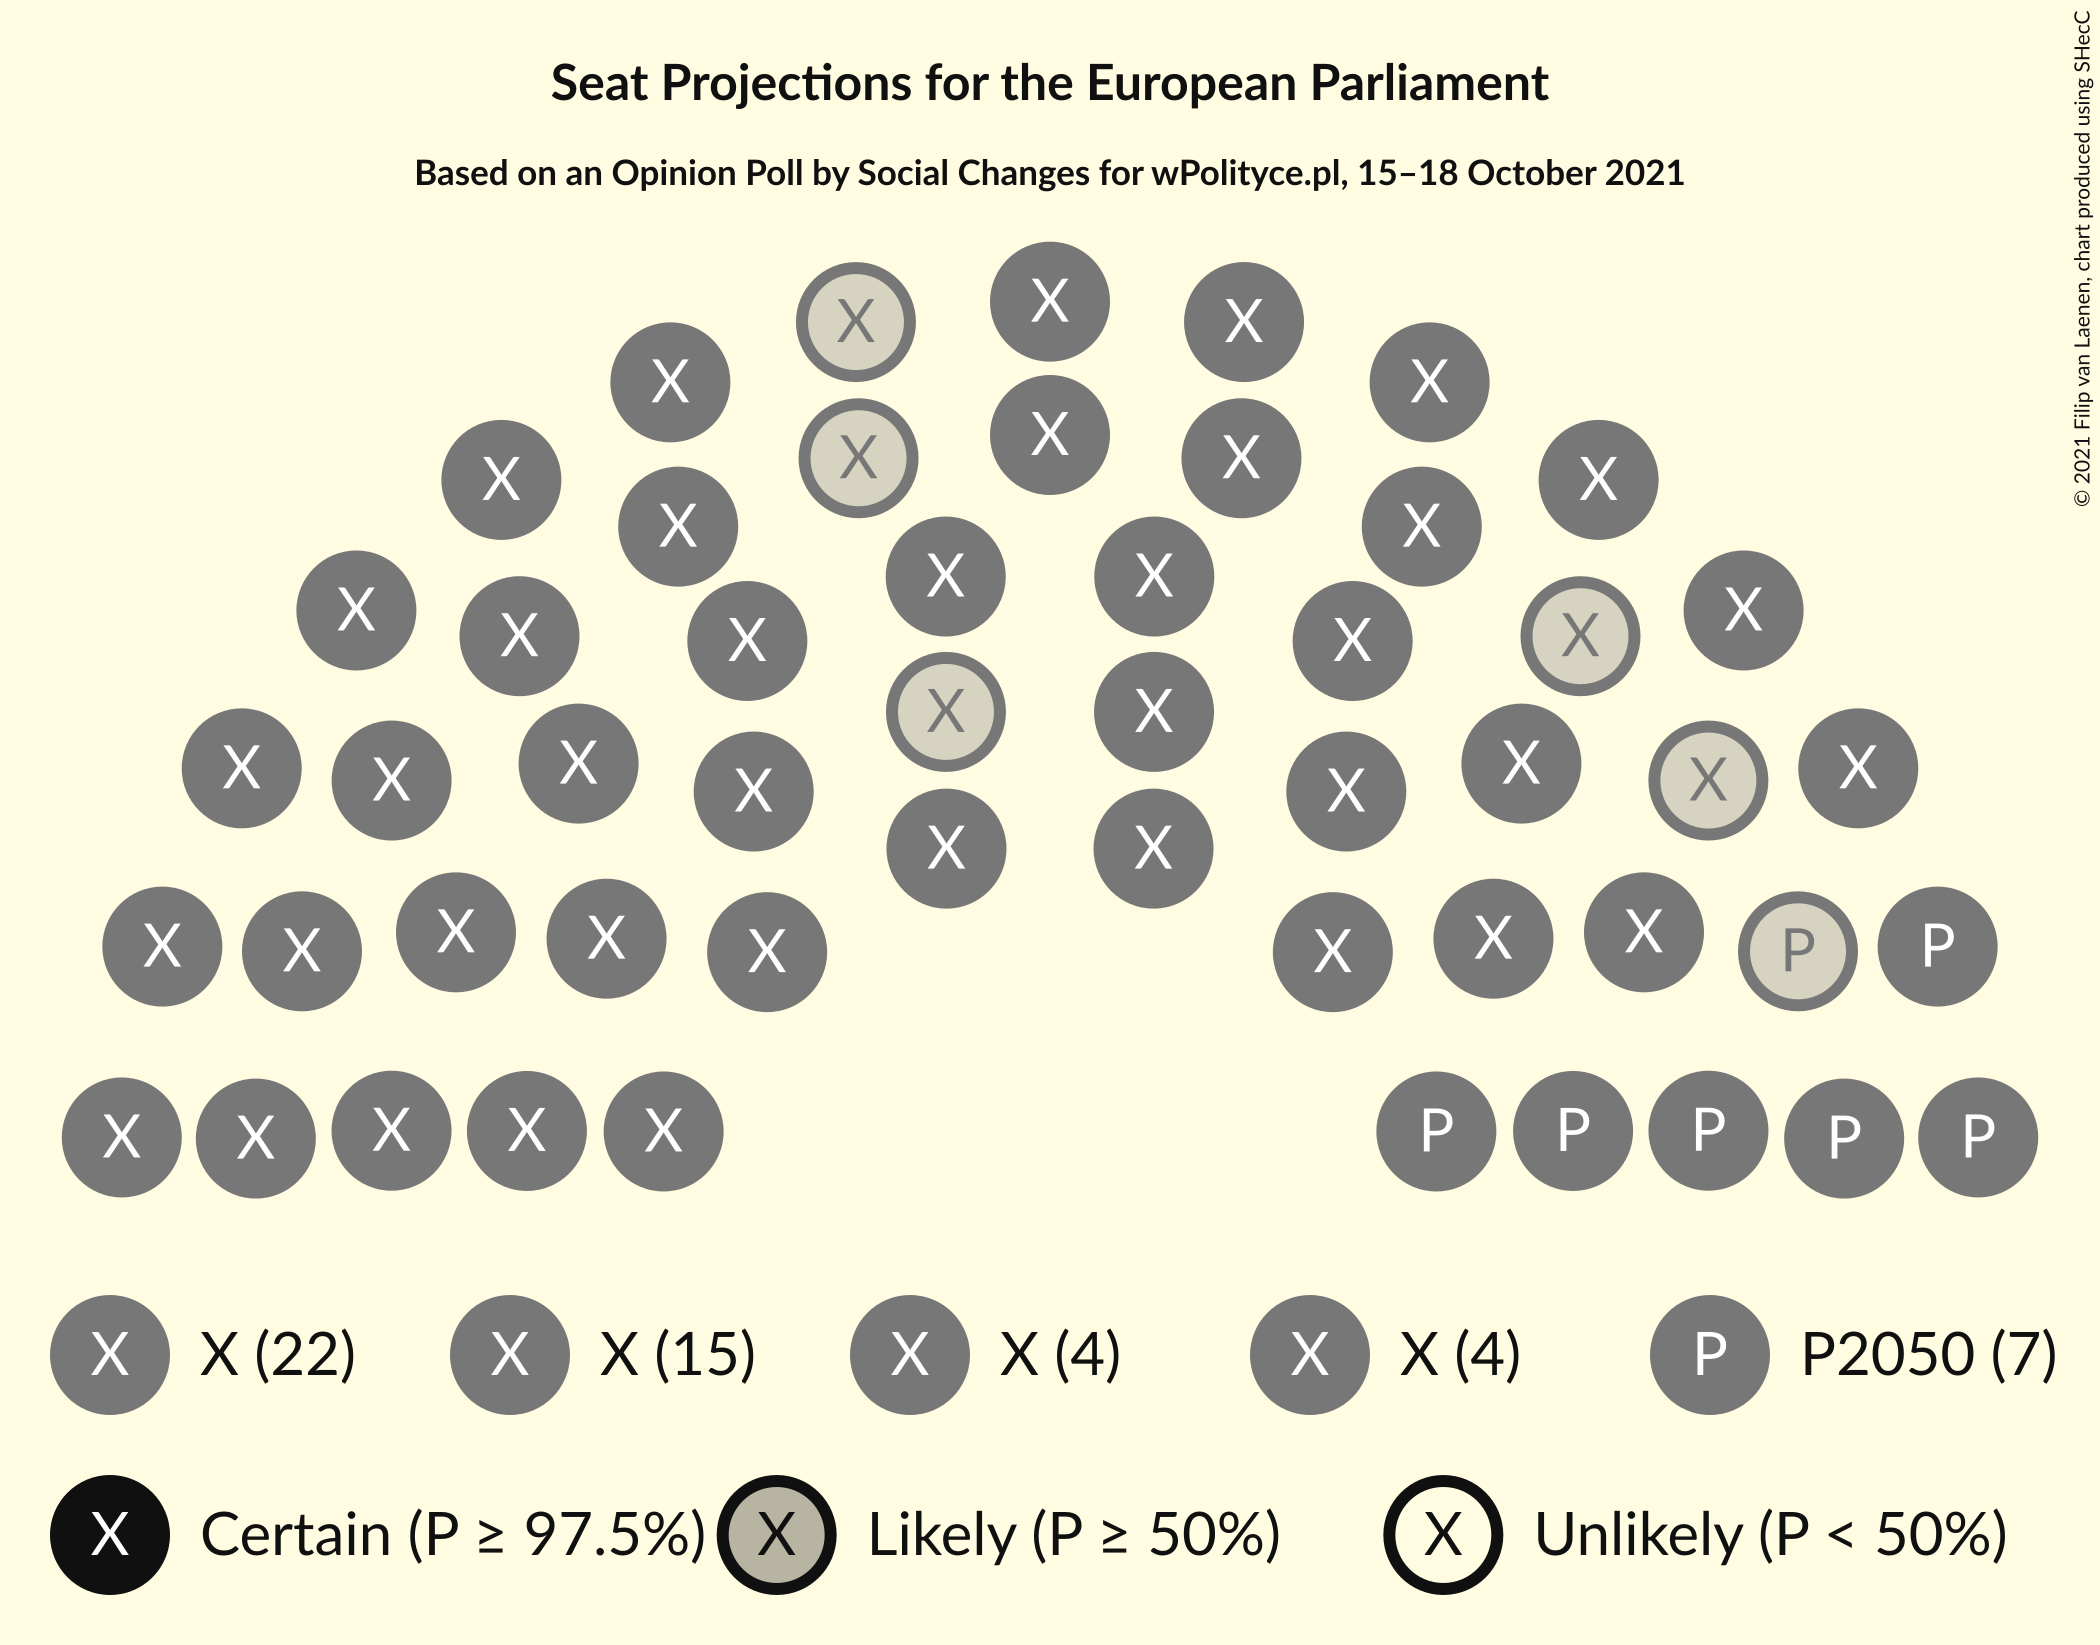 Seat Projections for the European Parliament
Based on an Opinion Poll by Social Changes for wPolityce.pl, 15–18 October 2021
© 2021 Filip van Laenen, chart produced using SHecC
X
X X
X X
X
X X
X X
X X
X X
X X
X X X X
X X
X X
X X X X
X X X X
X X
X X X X X X X X P P
X X X X X P P P P P
X X (22) X X (15) X X (4) X X (4) P P2050 (7)
X Certain (P ≥ 97.5%) X Likely (P ≥ 50%) X Unlikely (P < 50%)